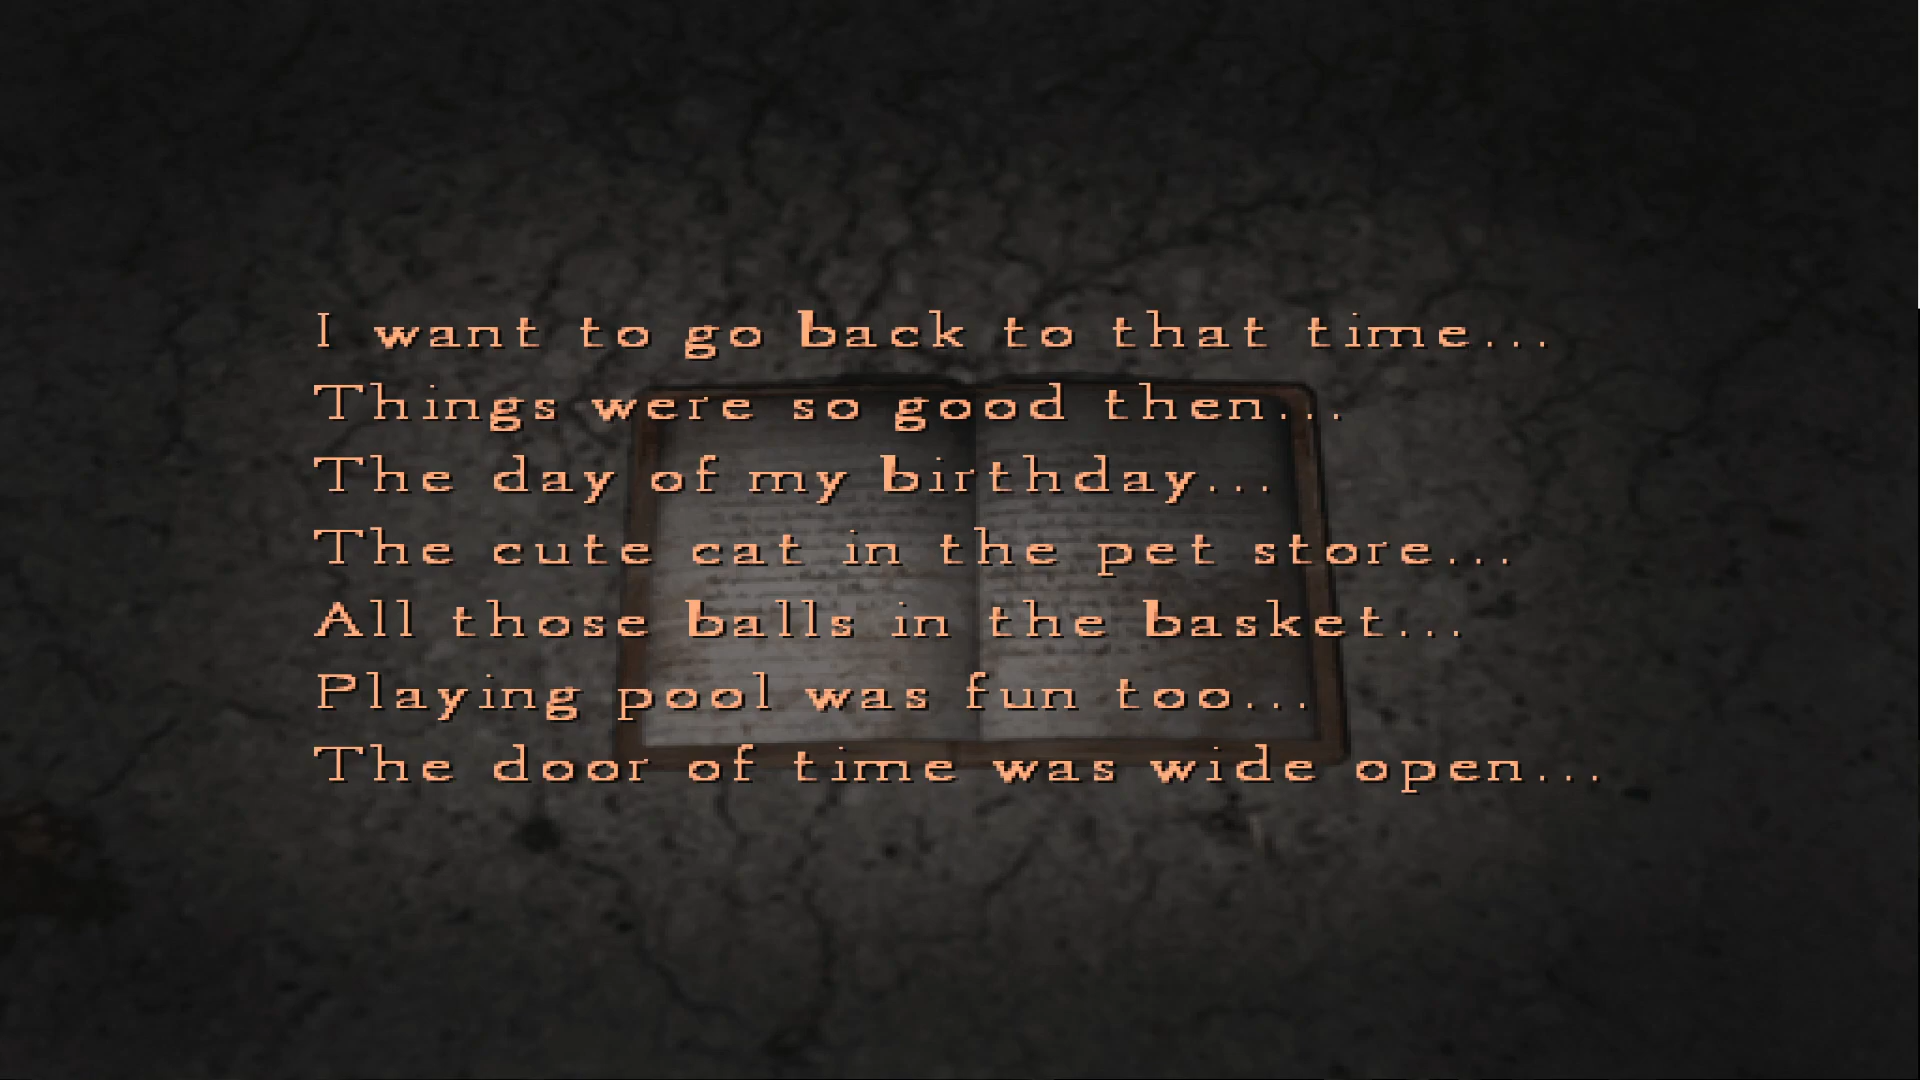 I want to go back to that time...
Things were so good then...
The day of my birthday...
The cute cat in the pet store...
All those balls in the basket...
Playing pool was fun too...
The door of time was wide open...